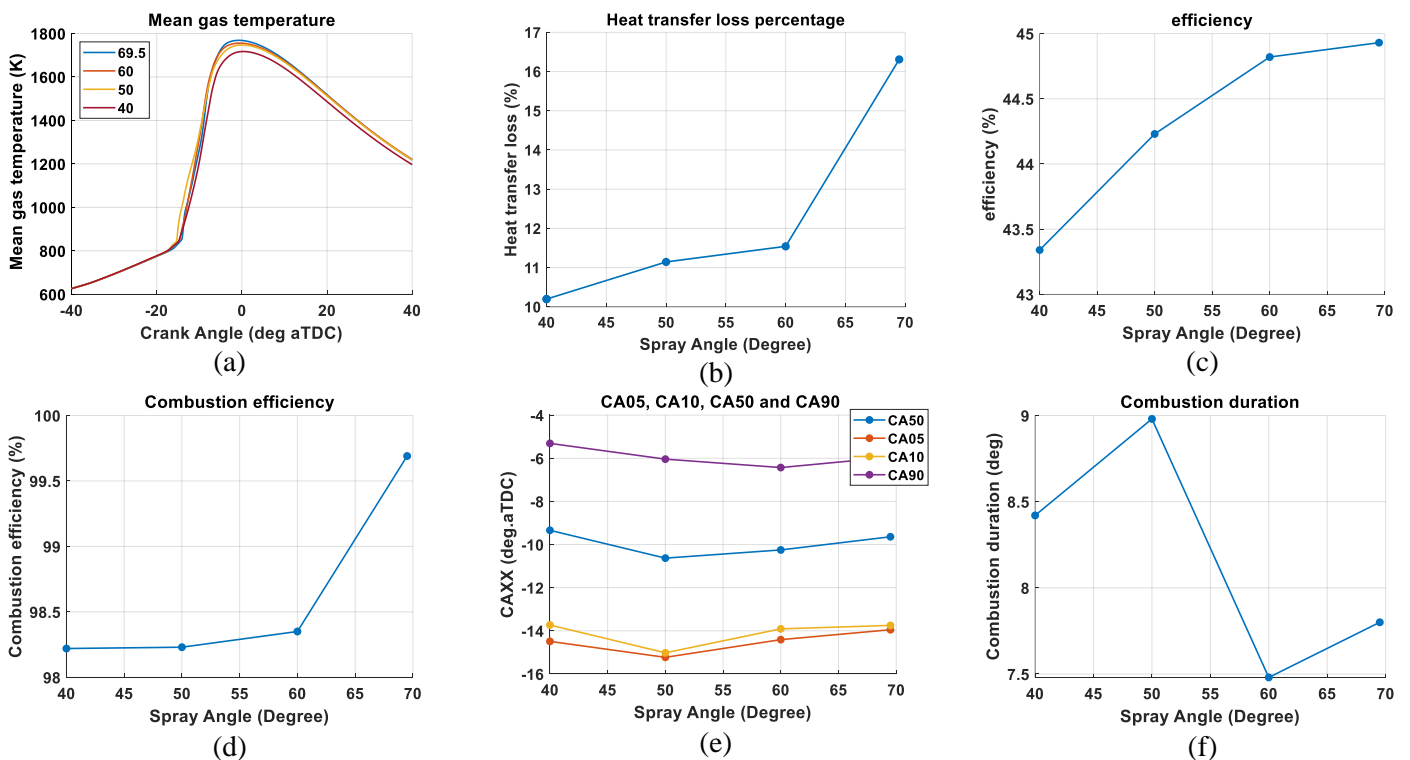 Mean gas temperature
Mean gas temperature (K)
1800
1600
1400
1200
1000
800
600
69.5
60
50
40
-40
-20
0
20
40
Crank Angle (deg aTDC)
(a)
Heat transfer loss percentage
Heat transfer loss (%)
17
16
15
14
13
12
11
10
40
45
50
55
60
65
70
Spray Angle (Degree)
(b)
efficiency
efficiency (%)
45
44.5
44
43.5
43
40
45
50
55
60
65
70
Spray Angle (Degree)
(c)
Combustion efficiency
Combustion efficiency (%)
100
99.5
99
98.5
98
40
45
50
55
60
65
70
Spray Angle (Degree)
(d)
CA05, CA10, CA50 and CA90
CAXX (deg.aTDC)
-4
-6
-8
-10
-12
-14
-16
CA50
CA05
CA10
CA90
40
45
50
55
60
65
70
Spray Angle (Degree)
(e)
Combustion duration
Combustion duration (deg)
9
8.5
8
7.5
40
45
50
55
60
65
70
Spray Angle (Degree)
(f)